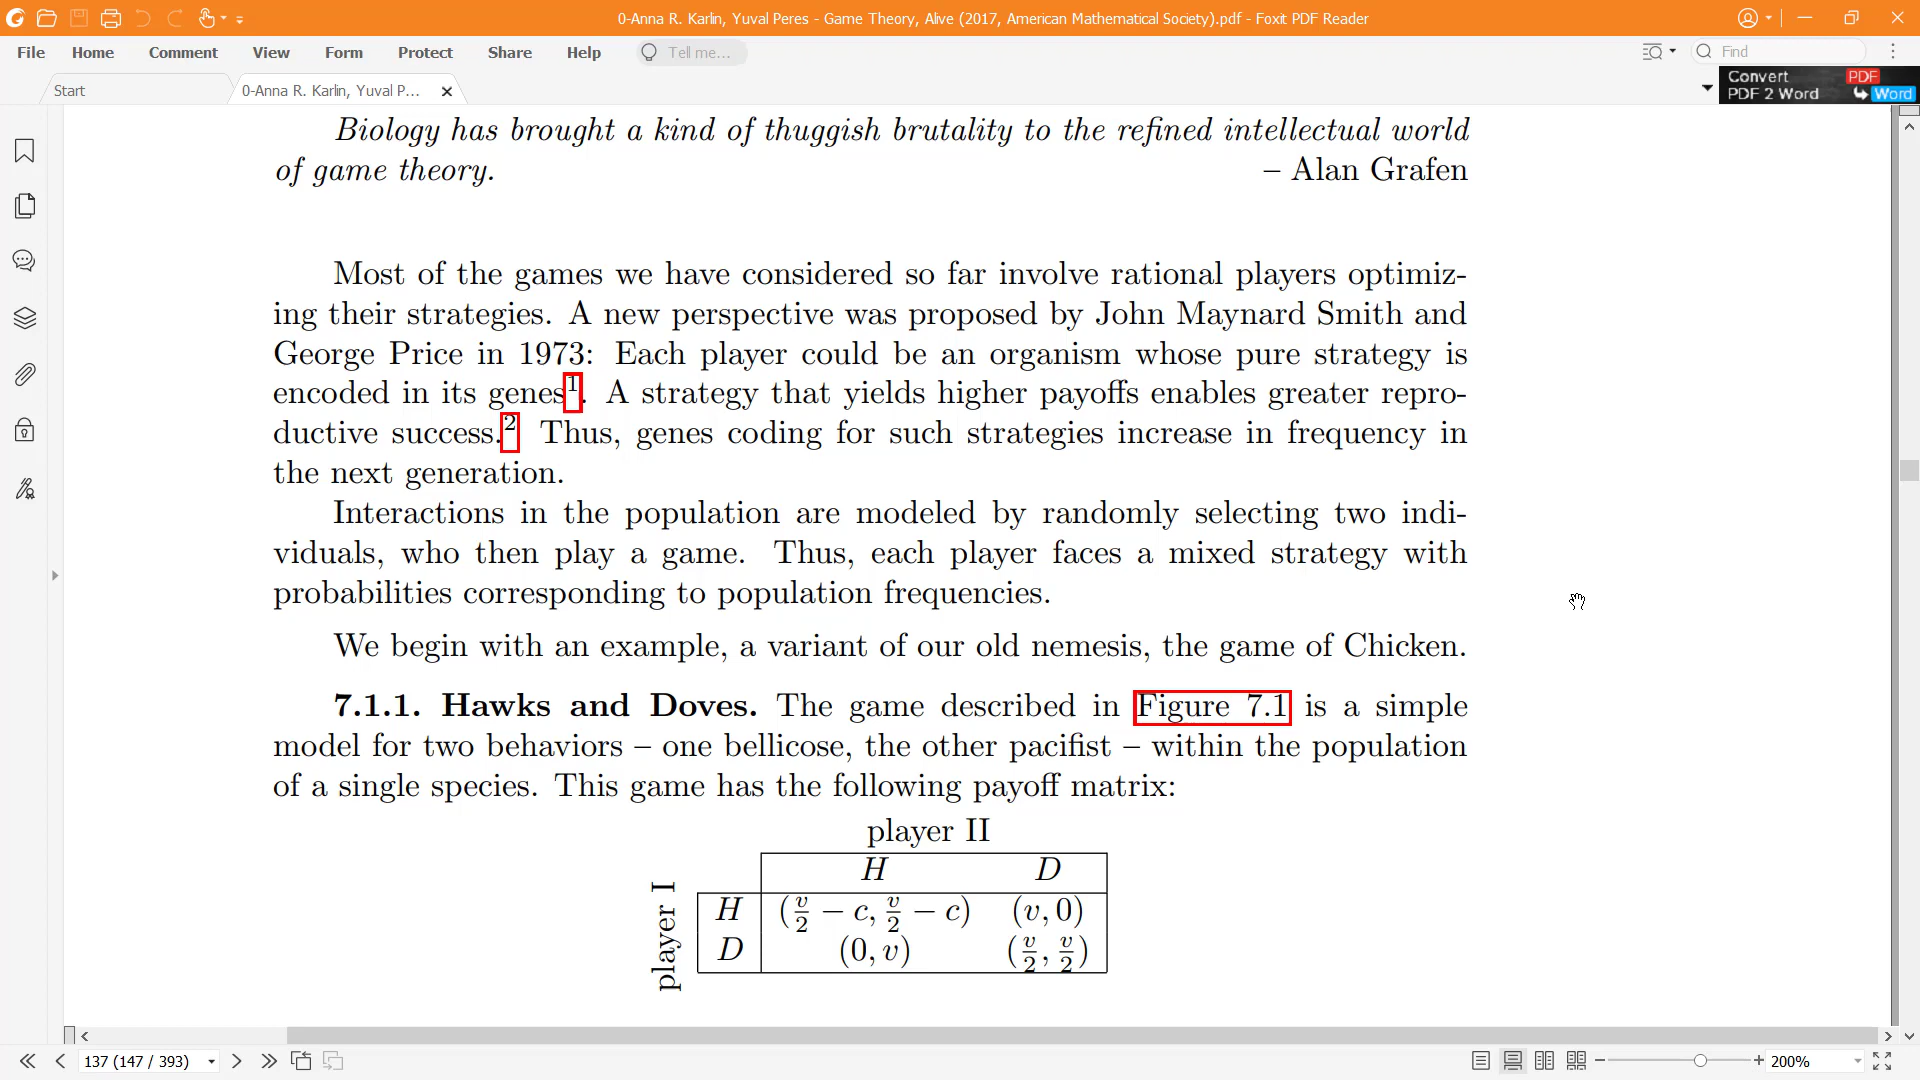 0-Anna R. Karlin, Yuval Peres - Game Theory, Alive (2017, American Mathematical Society).pdf - Foxit PDF Reader
File Home Comment View Form Protect Share Help Tell me... Find
Start 0-Anna R. Karlin, Yuval P... Convert PDF
PDF 2 Word Word
Biology has brought a kind of thuggish brutality to the refined intellectual world
of game theory. – Alan Grafen
Most of the games we have considered so far involve rational players optimiz-
ing their strategies. A new perspective was proposed by John Maynard Smith and
George Price in 1973: Each player could be an organism whose pure strategy is
encoded in its genes¹. A strategy that yields higher payoffs enables greater repro-
ductive success.² Thus, genes coding for such strategies increase in frequency in
the next generation.
Interactions in the population are modeled by randomly selecting two indi-
viduals, who then play a game. Thus, each player faces a mixed strategy with
probabilities corresponding to population frequencies.
We begin with an example, a variant of our old nemesis, the game of Chicken.
7.1.1. Hawks and Doves. The game described in Figure 7.1 is a simple
model for two behaviors – one bellicose, the other pacifist – within the population
of a single species. This game has the following payoff matrix:
player II
H D
player I
H (v/2 − c, v/2 − c) (v, 0)
D (0, v) (v/2, v/2)
137 (147 / 393) 200%